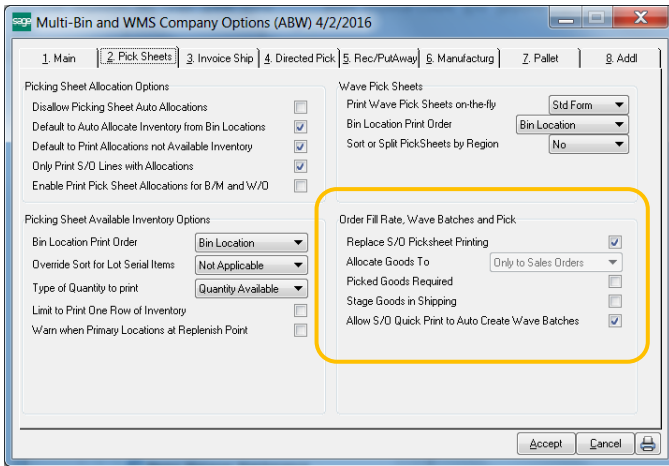 sage Multi-Bin and WMS Company Options (ABW) 4/2/2016
1. Main 2. Pick Sheets 3. Invoice Ship 4. Directed Pick 5. Rec/PutAway 6. Manufacturg 7. Pallet 8. Addl
Picking Sheet Allocation Options
Disallow Picking Sheet Auto Allocations
Default to Auto Allocate Inventory from Bin Locations
Default to Print Allocations not Available Inventory
Only Print S/O Lines with Allocations
Enable Print Pick Sheet Allocations for B/M and W/O
Wave Pick Sheets
Print Wave Pick Sheets on-the-fly Std Form
Bin Location Print Order Bin Location
Sort or Split PickSheets by Region No
Picking Sheet Available Inventory Options
Bin Location Print Order Bin Location
Override Sort for Lot Serial Items Not Applicable
Type of Quantity to print Quantity Available
Limit to Print One Row of Inventory
Warn when Primary Locations at Replenish Point
Order Fill Rate, Wave Batches and Pick
Replace S/O Picksheet Printing
Allocate Goods To Only to Sales Orders
Picked Goods Required
Stage Goods in Shipping
Allow S/O Quick Print to Auto Create Wave Batches
Accept Cancel